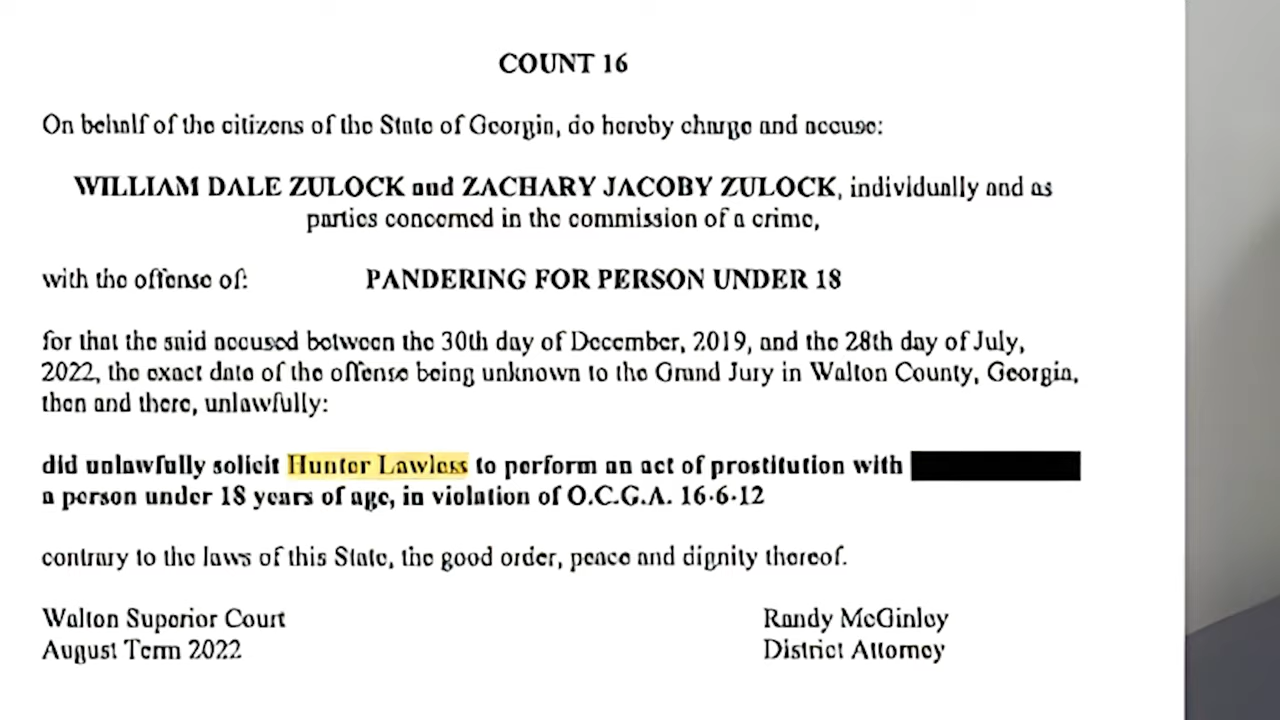 COUNT 16
On behalf of the citizens of the State of Georgia, do hereby charge and accuse:
WILLIAM DALE ZULOCK and ZACHARY JACOBY ZULOCK, individually and as
parties concerned in the commission of a crime,
with the offense of: PANDERING FOR PERSON UNDER 18
for that the said accused between the 30th day of December, 2019, and the 28th day of July,
2022, the exact date of the offense being unknown to the Grand Jury in Walton County, Georgia,
then and there, unlawfully:
did unlawfully solicit Hunter Lawless to perform an act of prostitution with
a person under 18 years of age, in violation of O.C.G.A. 16-6-12
contrary to the laws of this State, the good order, peace and dignity thereof.
Walton Superior Court Randy McGinley
August Term 2022 District Attorney